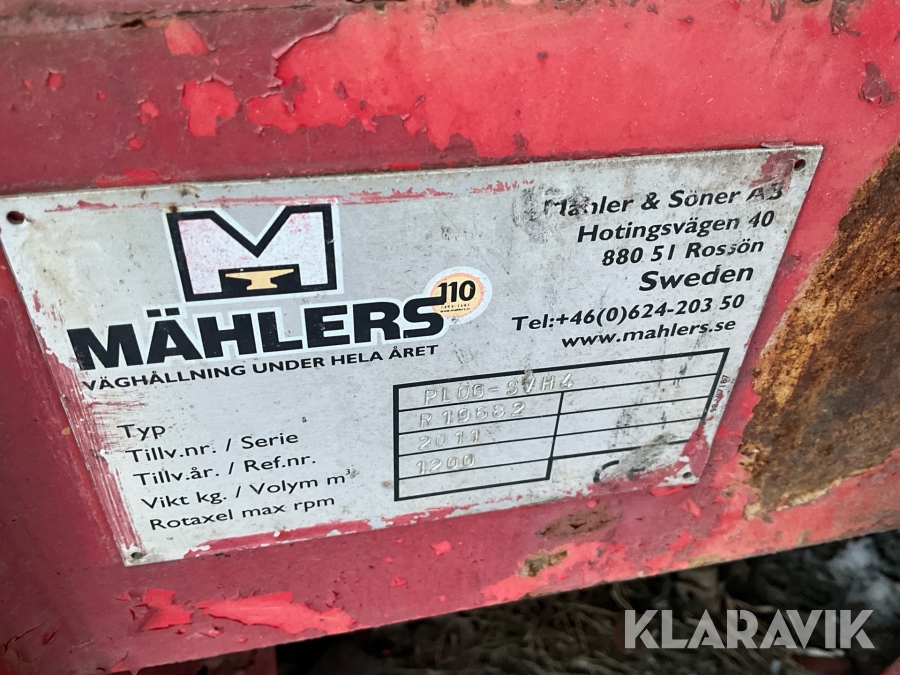 M
MÄHLERS
110
VÄGHÅLLNING UNDER HELA ÅRET
Mähler & Söner AB
Hotingsvägen 40
880 51 Rossön
Sweden
Tel:+46(0)624-203 50
www.mahlers.se
Typ PLOG-SVH4
Tillv.nr. / Serie R19682
Tillv.år. / Ref.nr. 2011
Vikt kg. / Volym m³ 1200
Rotaxel max rpm
CE
KLARAVIK